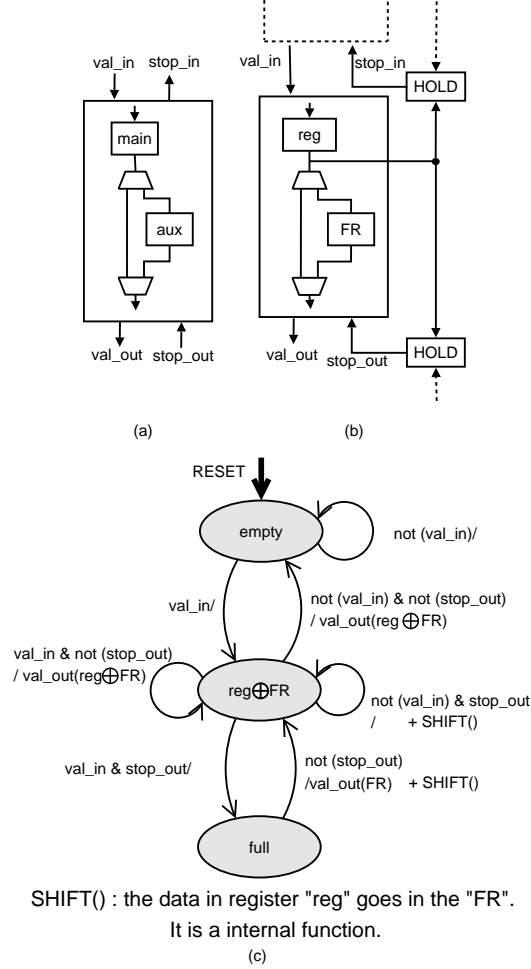 val_in stop_in
main
aux
val_out stop_out
(a)
val_in stop_in
HOLD
reg
FR
HOLD
val_out stop_out
(b)
RESET
empty
not (val_in)/
val_in/
not (val_in) & not (stop_out)
/ val_out(reg⊕FR)
val_in & not (stop_out)
/ val_out(reg⊕FR)
reg⊕FR
not (val_in) & stop_out
/ + SHIFT()
val_in & stop_out/
not (stop_out)
/val_out(FR) + SHIFT()
full
SHIFT() : the data in register "reg" goes in the "FR".
It is a internal function.
(c)